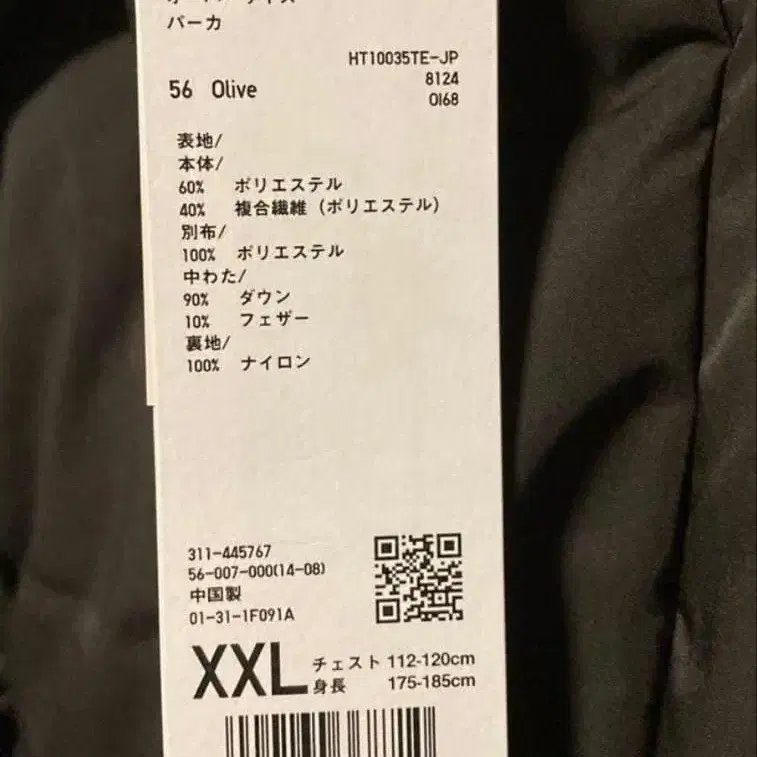 パーカ
HT10035TE-JP
56 Olive
8124
OI68
表地/
本体/
60% ポリエステル
40% 複合繊維 (ポリエステル)
別布/
100% ポリエステル
中わた/
90% ダウン
10% フェザー
裏地/
100% ナイロン
311-445767
56-007-000(14-08)
中国製
01-31-1F091A
XXL チェスト 112-120cm
身長 175-185cm